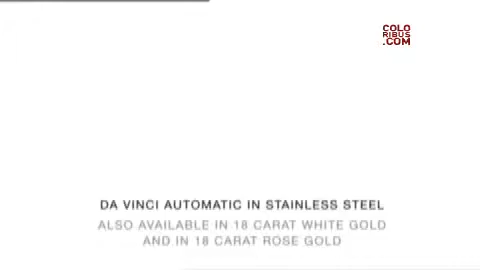 COLO
RIBUS
.COM
DA VINCI AUTOMATIC IN STAINLESS STEEL
ALSO AVAILABLE IN 18 CARAT WHITE GOLD
AND IN 18 CARAT ROSE GOLD